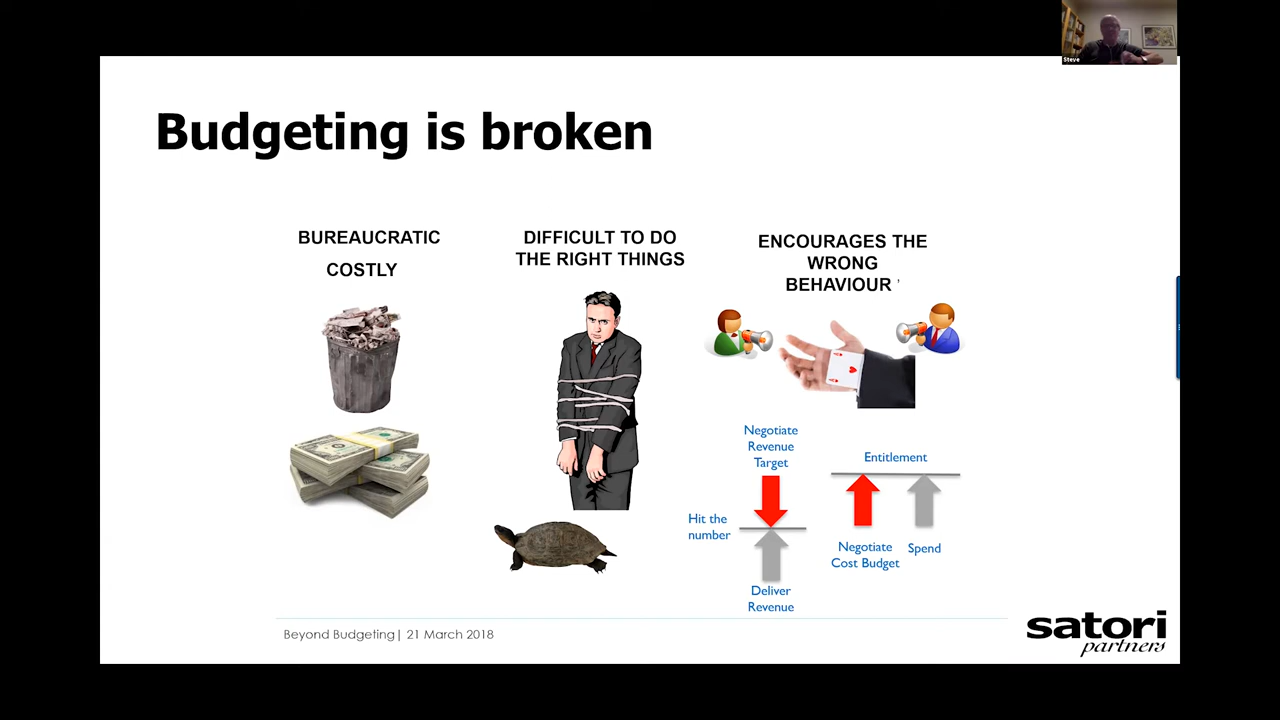 Steve
Budgeting is broken
BUREAUCRATIC
COSTLY
DIFFICULT TO DO
THE RIGHT THINGS
ENCOURAGES THE
WRONG
BEHAVIOUR ’
Negotiate
Revenue
Target
Hit the
number
Deliver
Revenue
Entitlement
Negotiate
Cost Budget
Spend
Beyond Budgeting| 21 March 2018
satori
partners